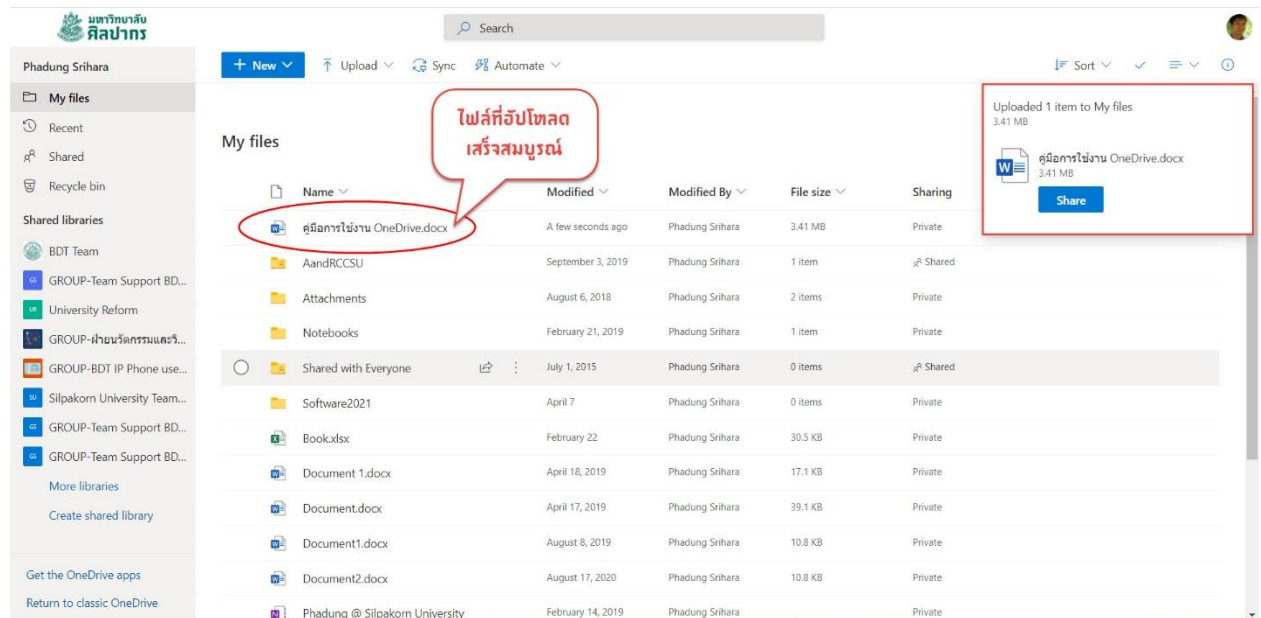 มหาวิทยาลัย
ศิลปากร
Search
Phadung Srihara
New
Upload
Sync
Automate
Sort
My files
Recent
Shared
Recycle bin
Shared libraries
BDT Team
GS
GROUP-Team Support BD...
UR
University Reform
GROUP-ฝ่ายนวัตกรรมและวิ...
GROUP-BDT IP Phone use...
SU
Silpakorn University Team...
GS
GROUP-Team Support BD...
GS
GROUP-Team Support BD...
More libraries
Create shared library
Get the OneDrive apps
Return to classic OneDrive
My files
ไฟล์ที่อัปโหลด
เสร็จสมบูรณ์
Uploaded 1 item to My files
3.41 MB
คู่มือการใช้งาน OneDrive.docx
3.41 MB
Share
Name Modified Modified By File size Sharing
คู่มือการใช้งาน OneDrive.docx A few seconds ago Phadung Srihara 3.41 MB Private
AandRCCSU September 3, 2019 Phadung Srihara 1 item Shared
Attachments August 6, 2018 Phadung Srihara 2 items Private
Notebooks February 21, 2019 Phadung Srihara 1 item Private
Shared with Everyone July 1, 2015 Phadung Srihara 0 items Shared
Software2021 April 7 Phadung Srihara 0 items Private
Book.xlsx February 22 Phadung Srihara 30.5 KB Private
Document 1.docx April 18, 2019 Phadung Srihara 17.1 KB Private
Document.docx April 17, 2019 Phadung Srihara 39.1 KB Private
Document1.docx August 8, 2019 Phadung Srihara 10.8 KB Private
Document2.docx August 17, 2020 Phadung Srihara 10.8 KB Private
Phadung @ Silpakorn University February 14, 2019 Phadung Srihara Private